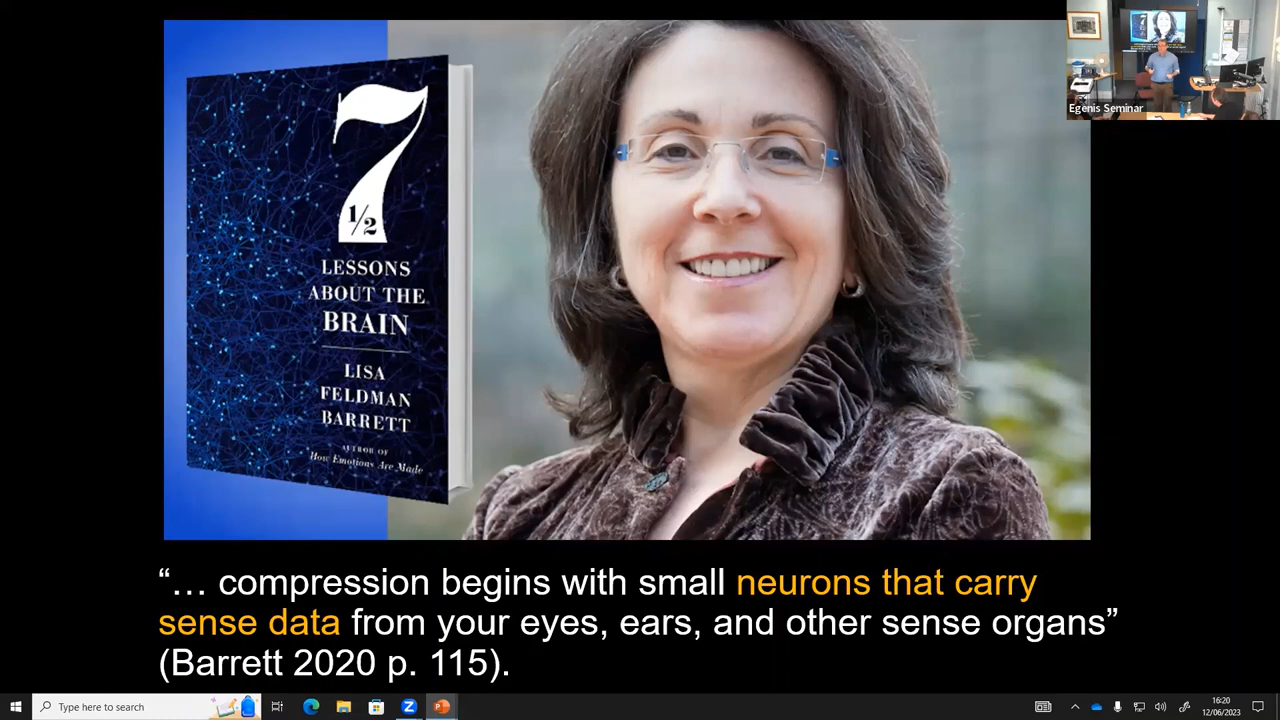 7
1/2
LESSONS
ABOUT THE
BRAIN
LISA
FELDMAN
BARRETT
AUTHOR OF
How Emotions Are Made
Egenis Seminar
“… compression begins with small neurons that carry
sense data from your eyes, ears, and other sense organs”
(Barrett 2020 p. 115).
Type here to search
16:20
12/06/2023